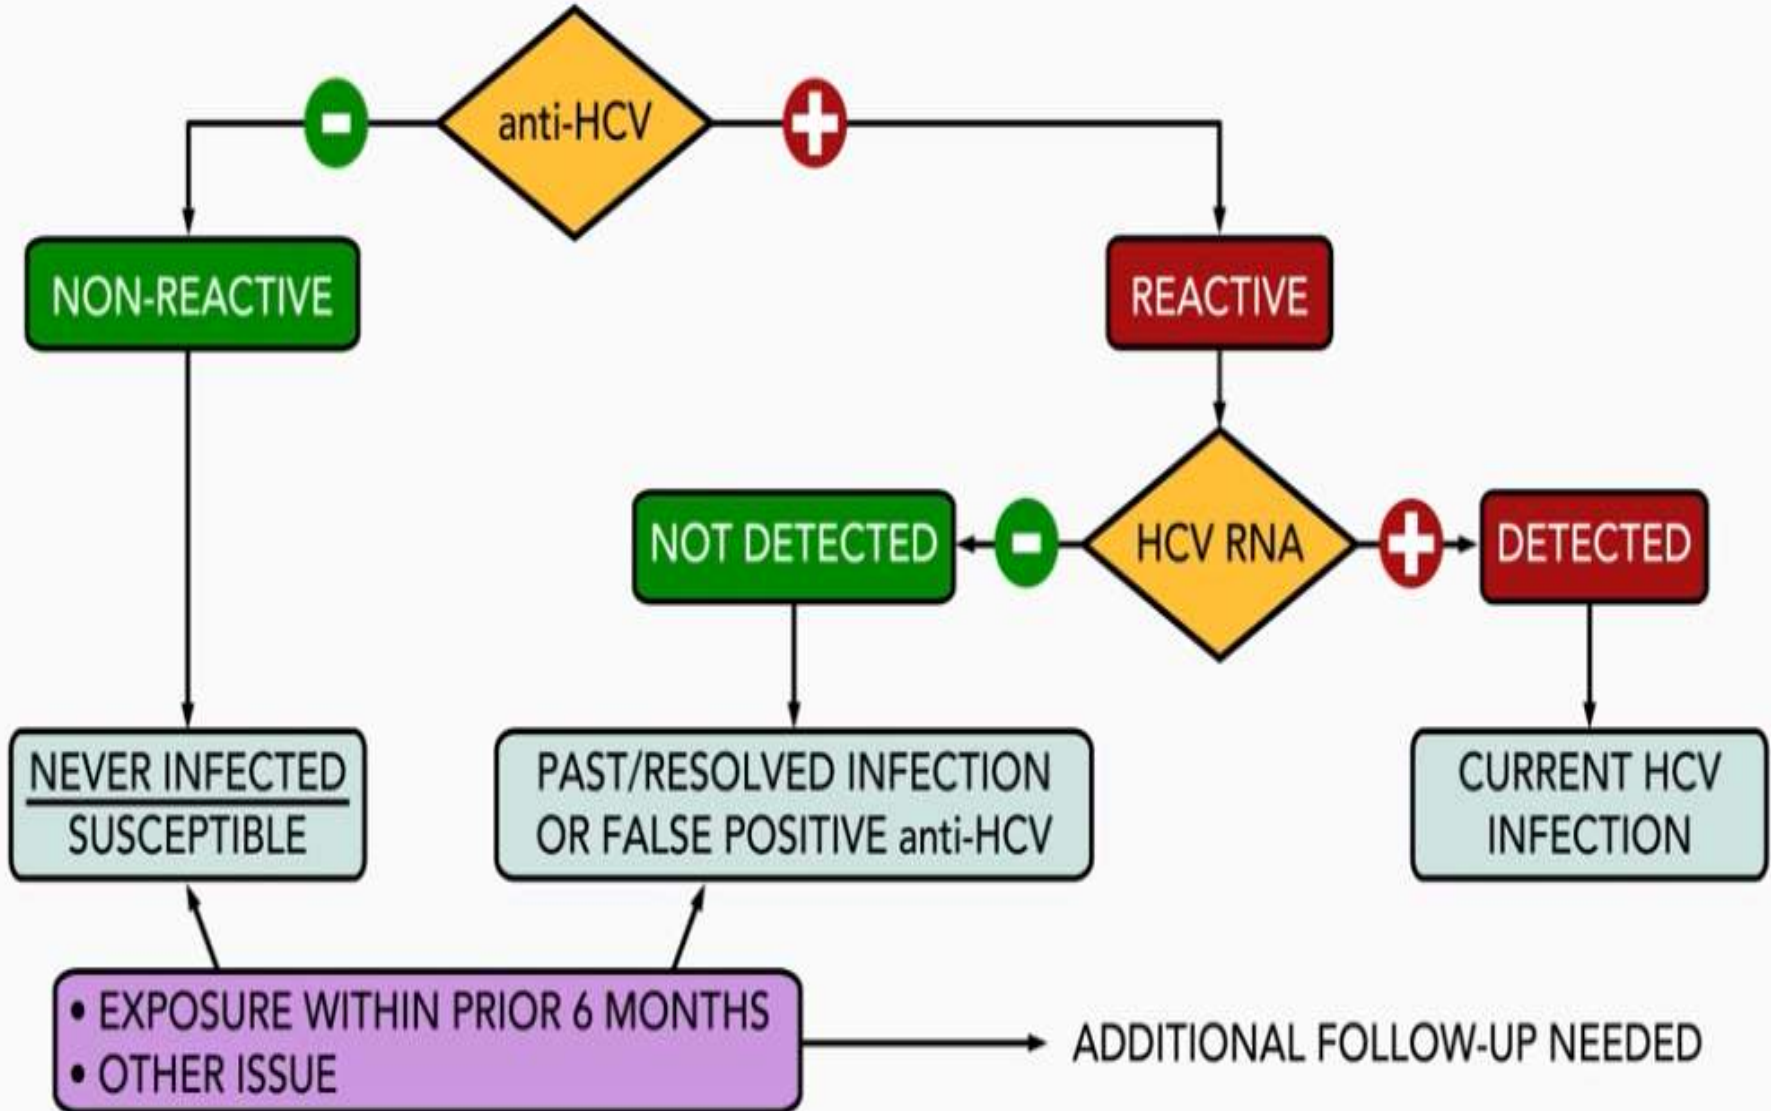 anti-HCV
NON-REACTIVE
REACTIVE
NOT DETECTED
HCV RNA
DETECTED
NEVER INFECTED
SUSCEPTIBLE
PAST/RESOLVED INFECTION
OR FALSE POSITIVE anti-HCV
CURRENT HCV
INFECTION
• EXPOSURE WITHIN PRIOR 6 MONTHS
• OTHER ISSUE
ADDITIONAL FOLLOW-UP NEEDED